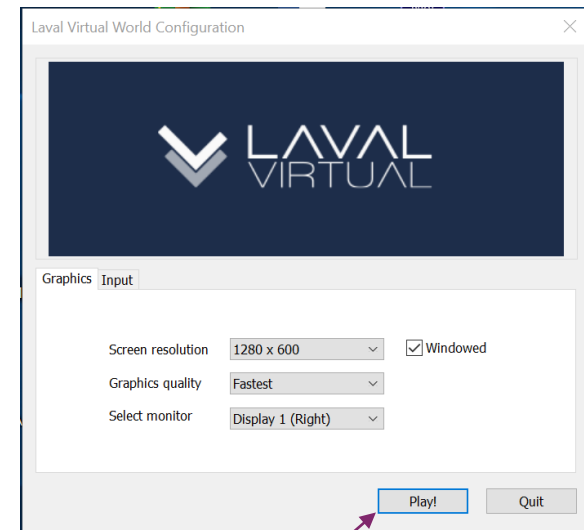 Laval Virtual World Configuration
LAVAL
VIRTUAL
Graphics Input
Screen resolution 1280 x 600 Windowed
Graphics quality Fastest
Select monitor Display 1 (Right)
Play! Quit